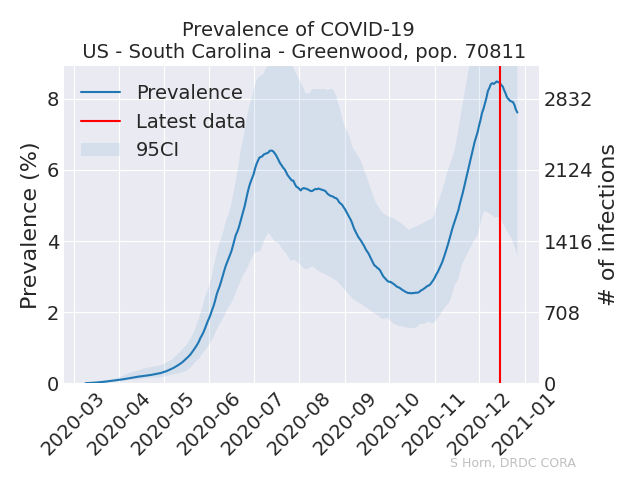 Prevalence of COVID-19
US - South Carolina - Greenwood, pop. 70811
Prevalence
Latest data
95CI
Prevalence (%)
8
6
4
2
0
# of infections
2832
2124
1416
708
0
2020-03
2020-04
2020-05
2020-06
2020-07
2020-08
2020-09
2020-10
2020-11
2020-12
2021-01
S Horn, DRDC CORA